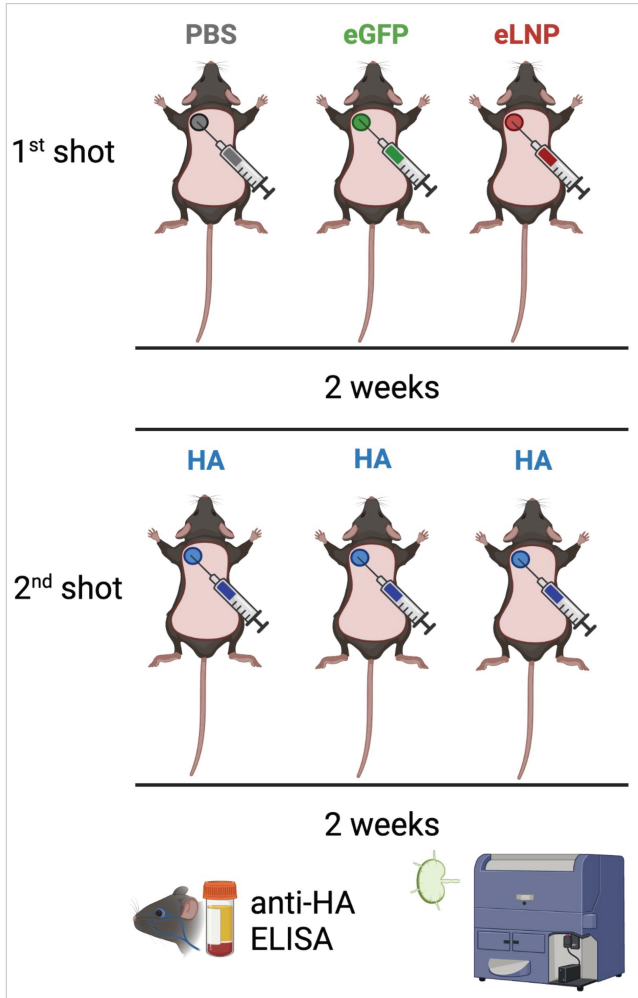 PBS eGFP eLNP
1st shot
2 weeks
HA HA HA
2nd shot
2 weeks
anti-HA
ELISA